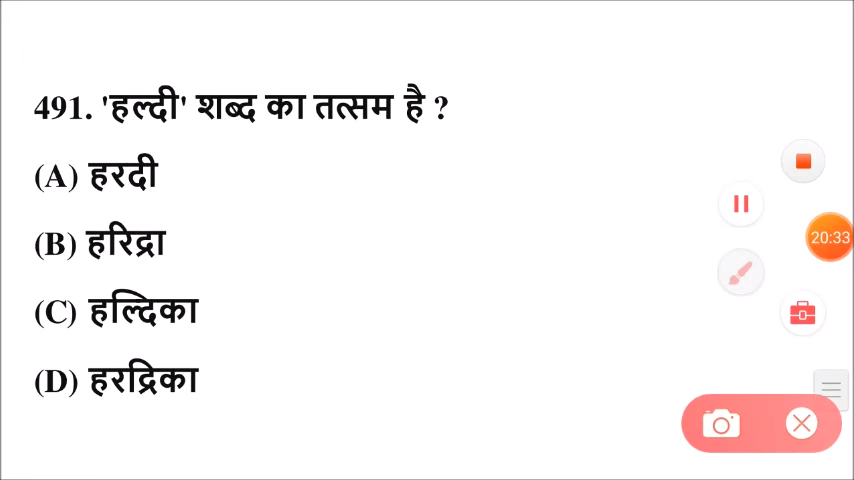 491. 'हल्दी' शब्द का तत्सम है ?
(A) हरदी
(B) हरिद्रा
20:33
(C) हल्दिका
(D) हरद्रिका